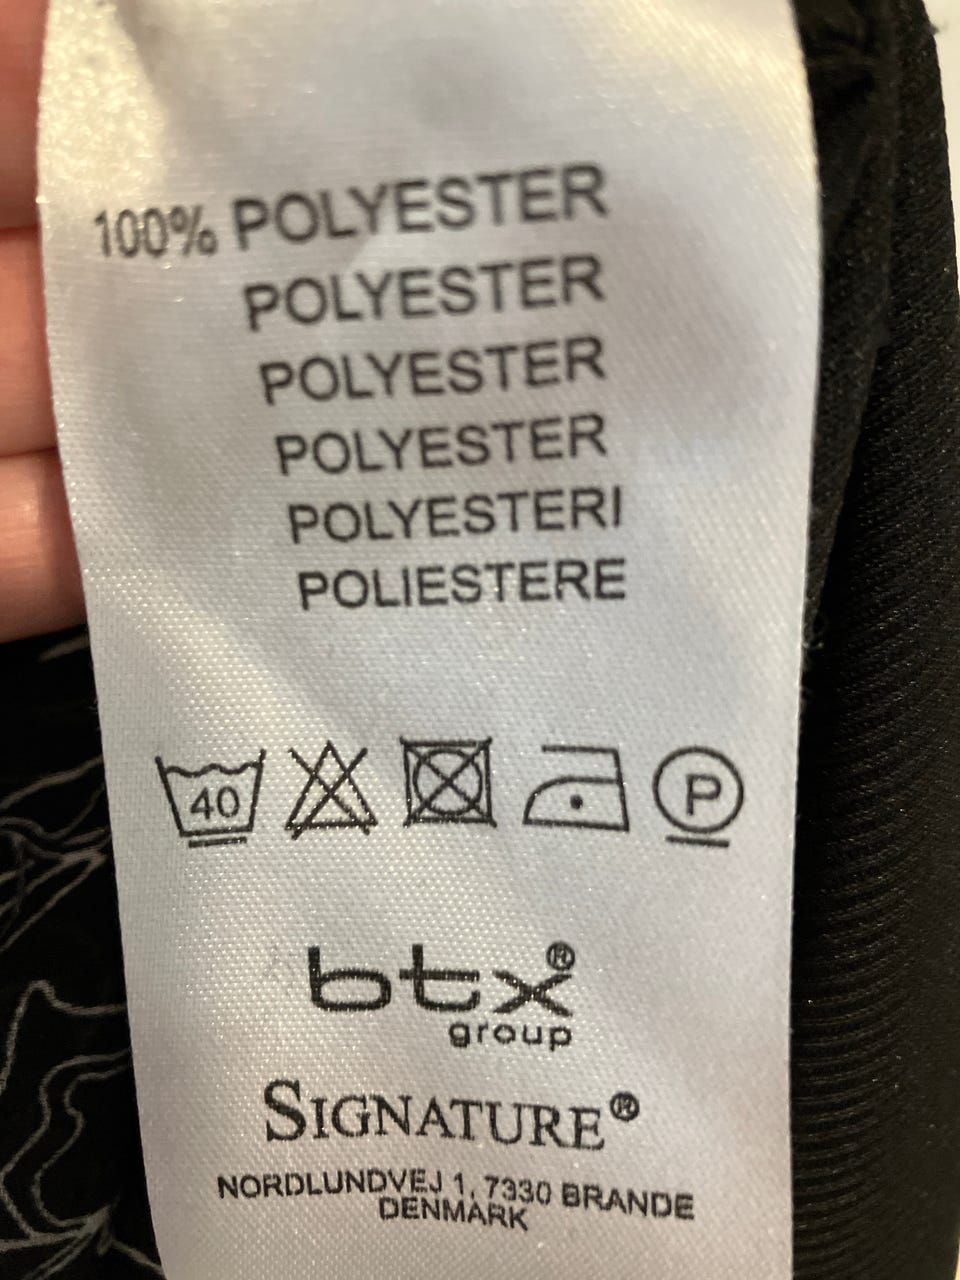 100% POLYESTER
POLYESTER
POLYESTER
POLYESTER
POLYESTERI
POLIESTERE
40 P
btx®
group
SIGNATURE®
NORDLUNDVEJ 1, 7330 BRANDE
DENMARK